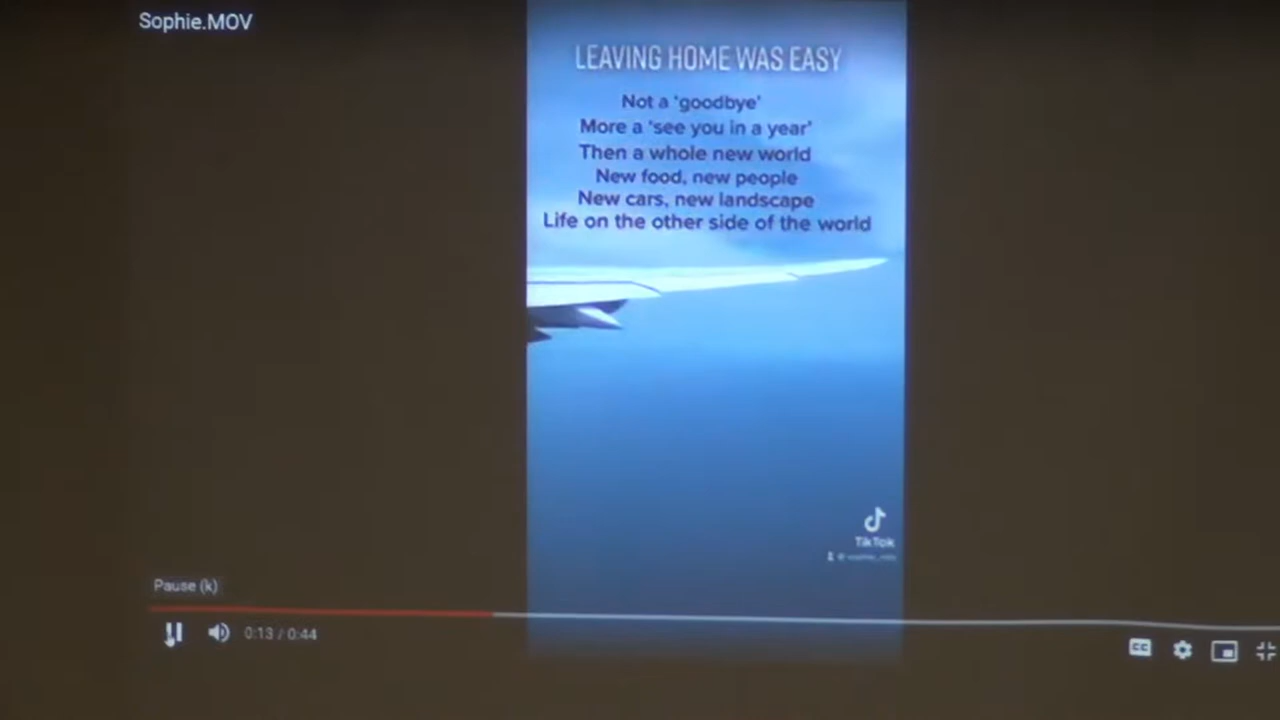 Sophie.MOV
LEAVING HOME WAS EASY
Not a 'goodbye'
More a 'see you in a year'
Then a whole new world
New food, new people
New cars, new landscape
Life on the other side of the world
TikTok
Pause (k)
0:13 / 0:44
CC